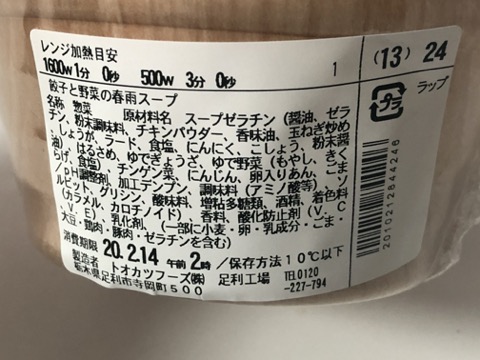 レンジ加熱目安
1600w 1分 0秒 500w 3分 0秒
1 (13) 24
餃子と野菜の春雨スープ
名称 惣菜 原材料名 スープゼラチン(醤油、ゼラ
チン、粉末調味料、チキンパウダー、香味油、玉ねぎ炒め
、しょうが、ラード、食塩)、にんにく、こしょう、粉末醤
油)、はるさめ、ゆでぎょうざ、ゆで野菜(もやし、きく
らげ、食塩)、チンゲン菜、にんじん、卵入りあん、ごま、ソ
/pH調整剤、加工デンプン、調味料(アミノ酸等)
ルビット、グリシン、酸味料、増粘多糖類、酒精、着色料
(カラメル、カロチノイド)、香料、酸化防止剤(V.C
、V.E)、乳化剤、(一部に小麦・卵・乳成分・ごま・
大豆・鶏肉・豚肉・ゼラチンを含む)
消費期限 20.2.14 午前 2時 /保存方法 10℃以下
製造者 トオカツフーズ㈱ 足利工場 TEL0120
栃木県足利市寺岡町500 -227-794
プラ
ラップ
2010212844246